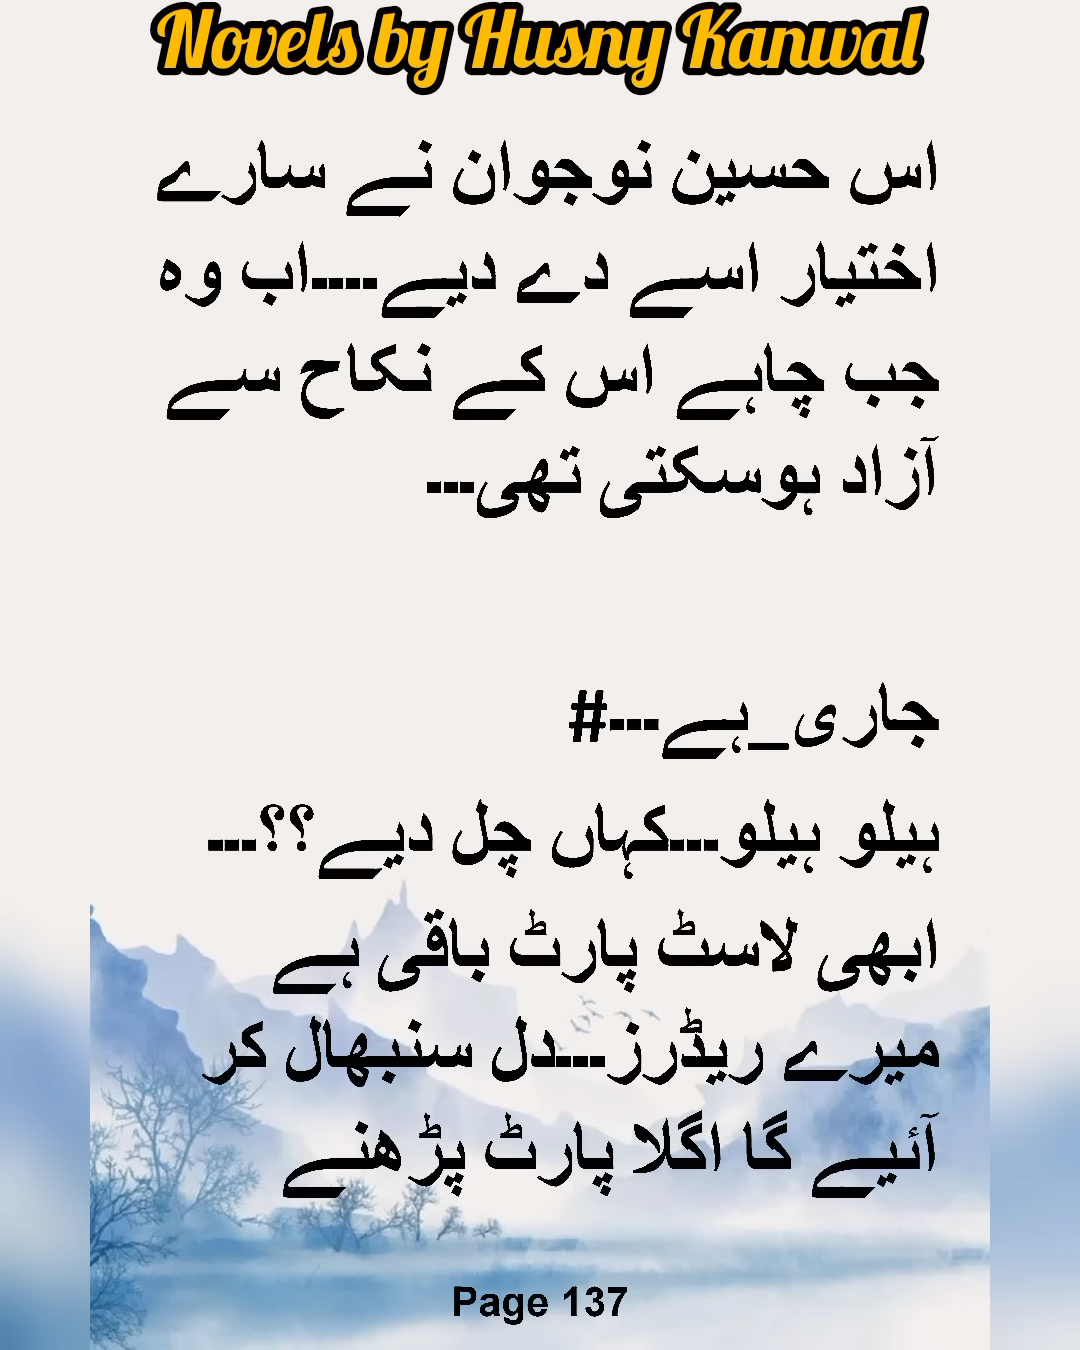 Novels by Husny Kanwal
اس حسین نوجوان نے سارے
اختیار اسے دے دیے----اب وہ
جب چاہے اس کے نکاح سے
آزاد ہوسکتی تھی---
جاری_ہے---#
ہیلو ہیلو---کہاں چل دیے؟؟---
ابھی لاسٹ پارٹ باقی ہے
میرے ریڈرز---دل سنبھال کر
آئیے گا اگلا پارٹ پڑھنے
Page 137